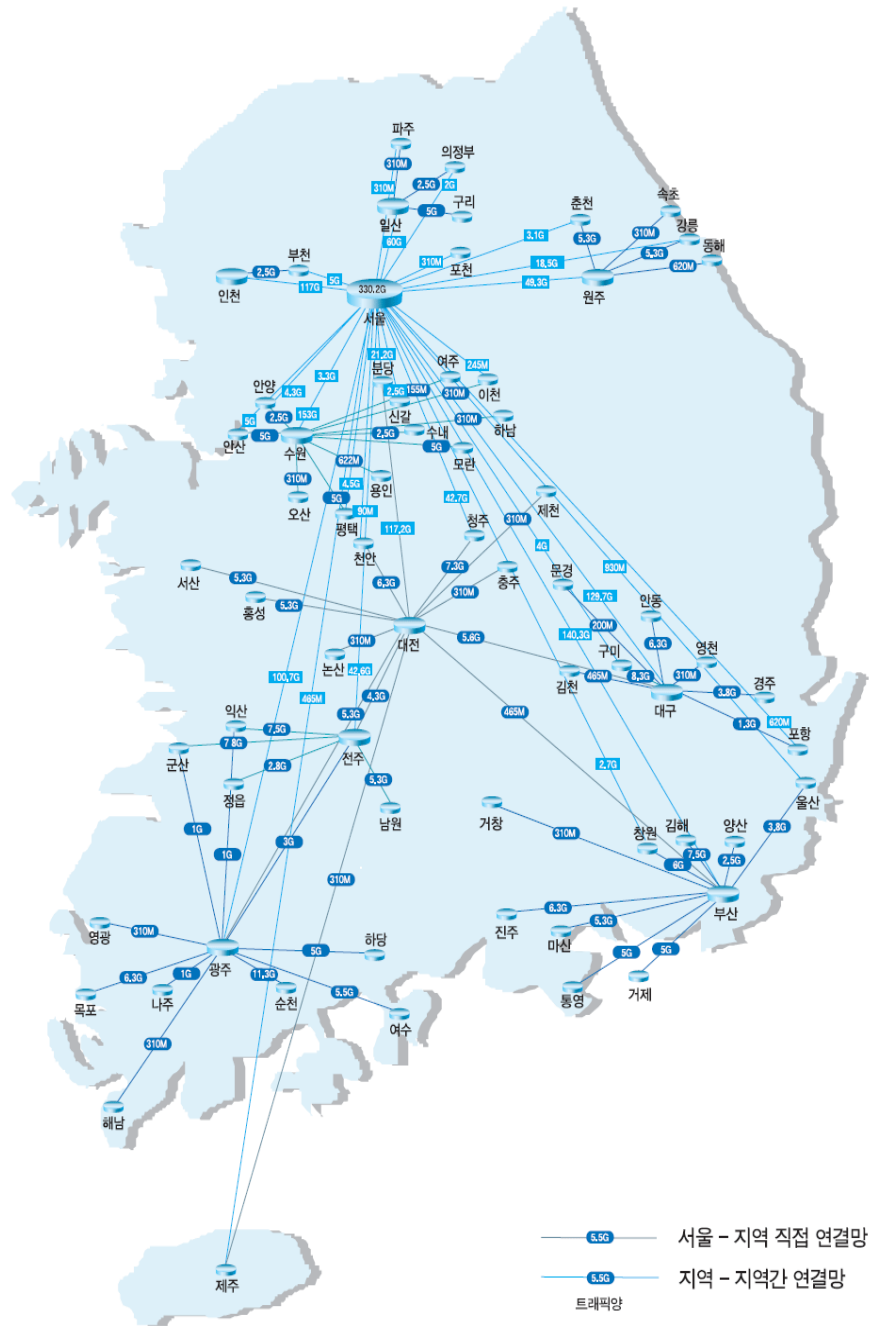 파주
의정부
310M
310M
2.5G
2G
구리
속초
춘천
5G
일산
강릉
3.1G
310M
5.3G
60G
5.3G
동해
부천
310M
18.5G
포천
620M
2.5G
5G
49.3G
인천
117G
330.2G
원주
서울
21.2G
여주
245M
분당
3.3G
이천
안양
4.3G
2.5G
155M
310M
신갈
5G
2.5G
153G
310M
하남
안산
5G
수원
2.5G
수내
5G
모란
622M
310M
4.5G
용인
제천
오산
5G
42.7G
평택
90M
청주
310M
117.2G
천안
4G
7.3G
서산
5.3G
6.3G
충주
문경
930M
310M
홍성
5.3G
129.7G
안동
200M
대전
5.6G
140.3G
310M
6.3G
논산
구미
영천
42.6G
100.7G
465M
8.3G
310M
김천
4.3G
465M
대구
3.8G
경주
익산
5.3G
465M
1.3G
620M
7.5G
포항
군산
7.8G
전주
2.8G
2.7G
5.3G
정읍
울산
남원
거창
310M
3.8G
1G
창원
김해
양산
3G
7.5G
1G
6G
2.5G
310M
부산
6.3G
영광
310M
진주
5.3G
하당
마산
광주
5G
5G
5G
6.3G
1G
11.3G
목포
나주
순천
5.5G
통영
거제
여수
310M
해남
제주
5.5G
서울 – 지역 직접 연결망
5.5G
지역 – 지역간 연결망
트래픽양